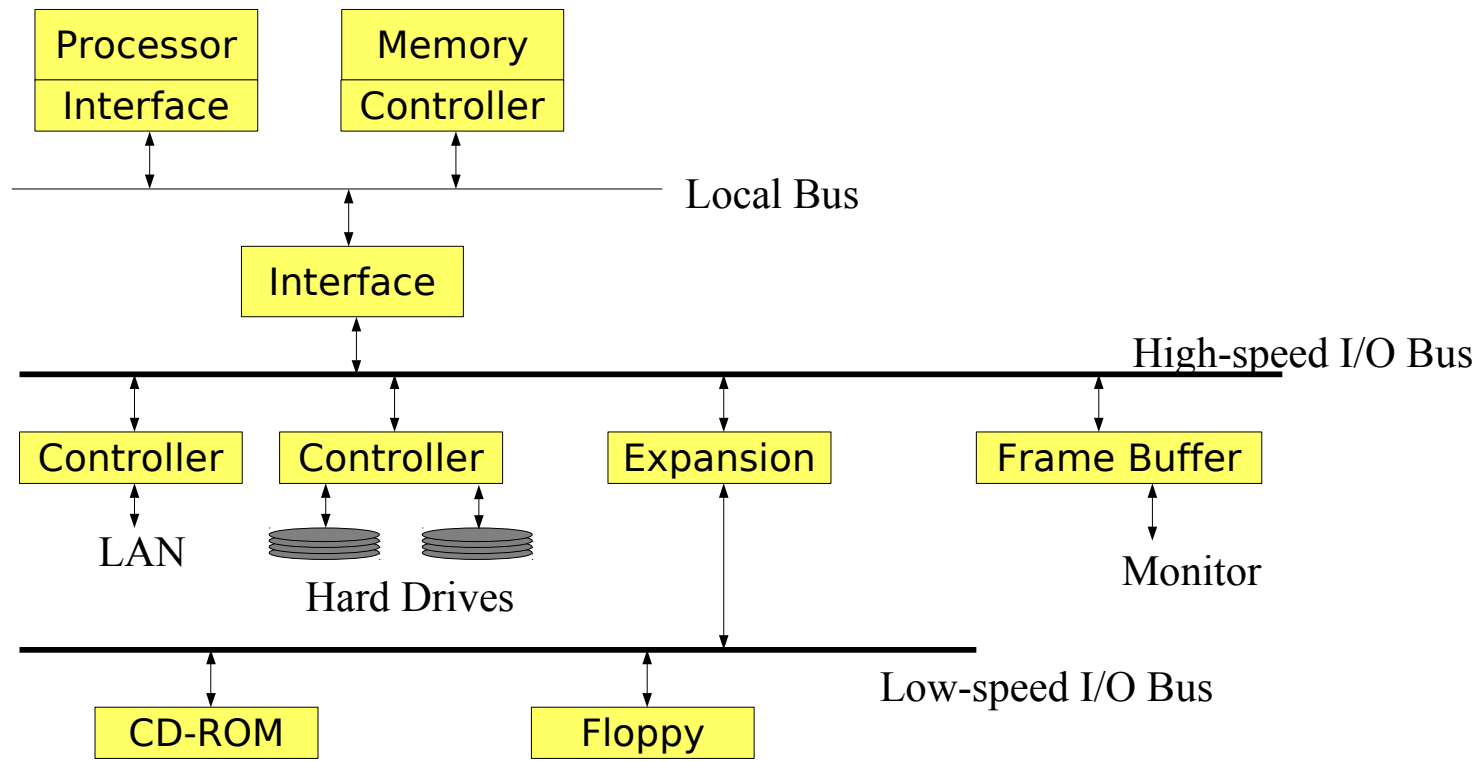 Processor
Interface
Memory
Controller
Local Bus
Interface
High-speed I/O Bus
Controller
Controller
Expansion
Frame Buffer
LAN
Hard Drives
Monitor
Low-speed I/O Bus
CD-ROM
Floppy